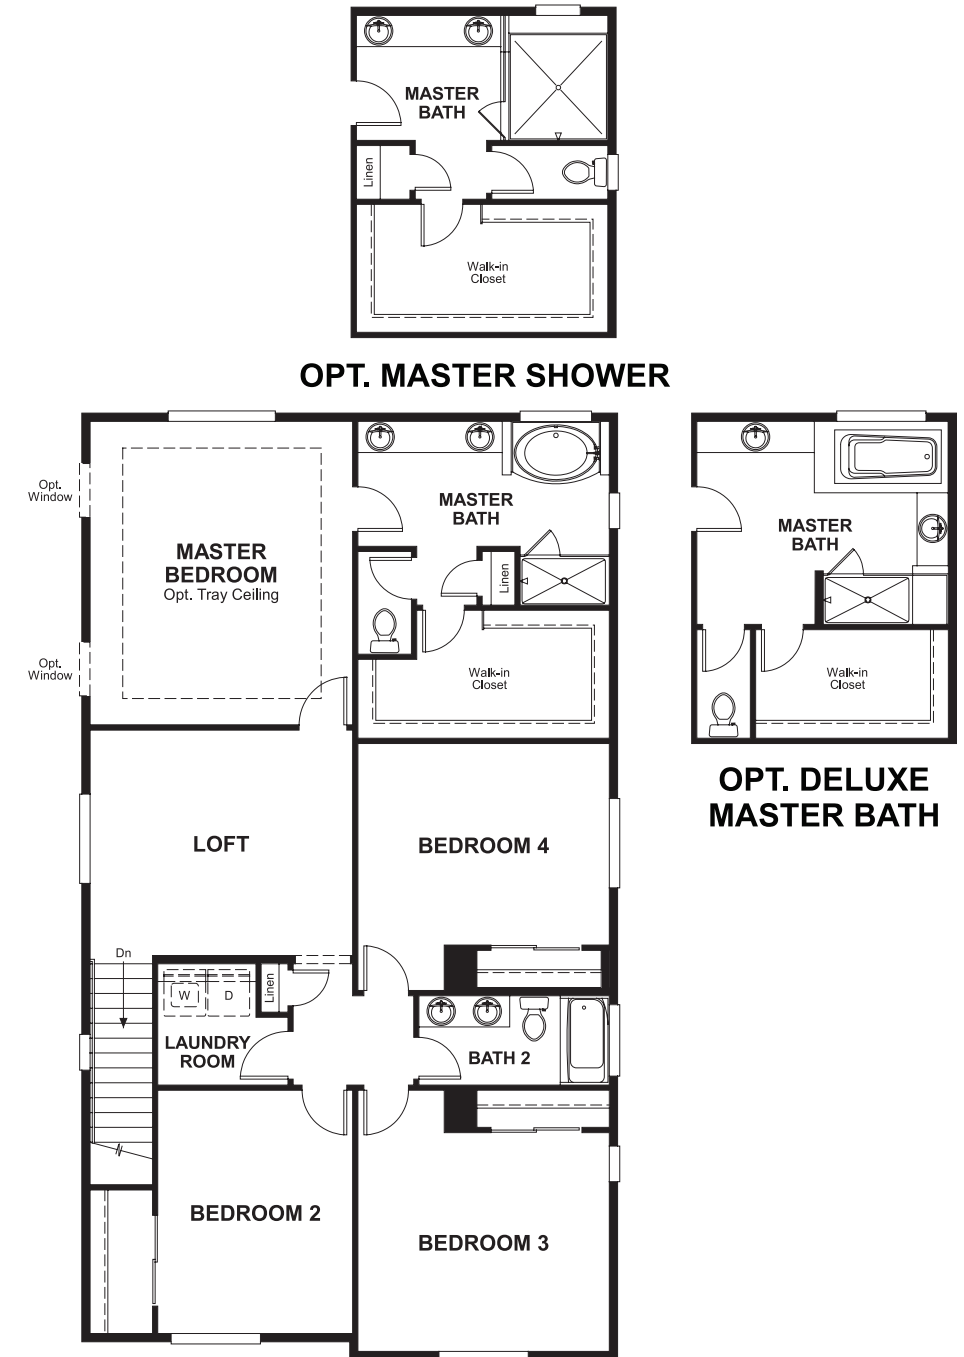 MASTER
BATH
Linen
Walk-in
Closet
OPT. MASTER SHOWER
Opt.
Window
MASTER
BEDROOM
Opt. Tray Ceiling
Opt.
Window
MASTER
BATH
Linen
Walk-in
Closet
MASTER
BATH
Walk-in
Closet
OPT. DELUXE
MASTER BATH
LOFT
BEDROOM 4
Dn
W
D
Linen
LAUNDRY
ROOM
BATH 2
BEDROOM 2
BEDROOM 3